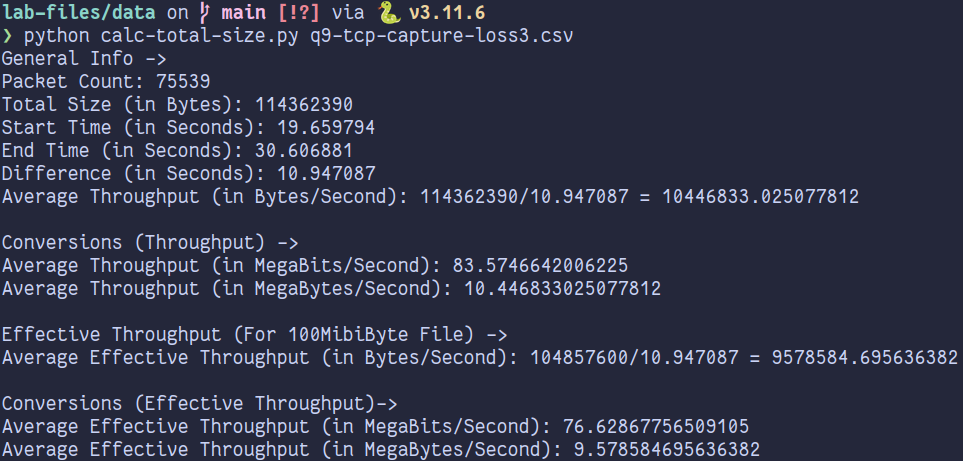 lab-files/data on  main [!?] via 🐍 v3.11.6
❯ python calc-total-size.py q9-tcp-capture-loss3.csv
General Info ->
Packet Count: 75539
Total Size (in Bytes): 114362390
Start Time (in Seconds): 19.659794
End Time (in Seconds): 30.606881
Difference (in Seconds): 10.947087
Average Throughput (in Bytes/Second): 114362390/10.947087 = 10446833.025077812
Conversions (Throughput) ->
Average Throughput (in MegaBits/Second): 83.5746642006225
Average Throughput (in MegaBytes/Second): 10.446833025077812
Effective Throughput (For 100MibiByte File) ->
Average Effective Throughput (in Bytes/Second): 104857600/10.947087 = 9578584.695636382
Conversions (Effective Throughput)->
Average Effective Throughput (in MegaBits/Second): 76.62867756509105
Average Effective Throughput (in MegaBytes/Second): 9.578584695636382